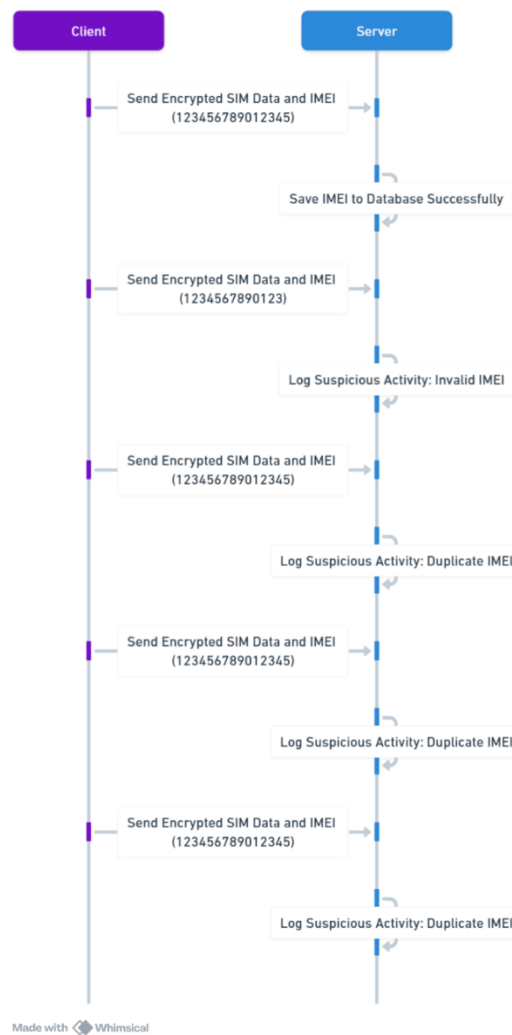 Client
Server
Send Encrypted SIM Data and IMEI
(123456789012345)
Save IMEI to Database Successfully
Send Encrypted SIM Data and IMEI
(1234567890123)
Log Suspicious Activity: Invalid IMEI
Send Encrypted SIM Data and IMEI
(123456789012345)
Log Suspicious Activity: Duplicate IMEI
Send Encrypted SIM Data and IMEI
(123456789012345)
Log Suspicious Activity: Duplicate IMEI
Send Encrypted SIM Data and IMEI
(123456789012345)
Log Suspicious Activity: Duplicate IMEI
Made with Whimsical